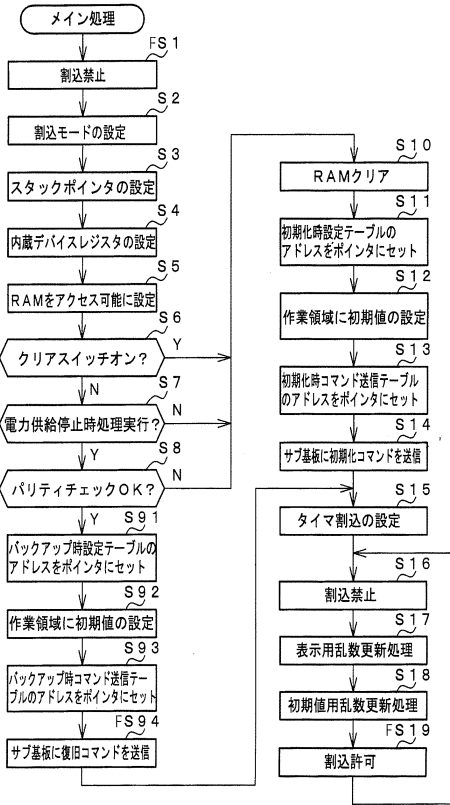 メイン処理
FS1
割込禁止
S2
割込モードの設定
S3
スタックポインタの設定
S4
内蔵デバイスレジスタの設定
S5
RAMをアクセス可能に設定
S6
クリアスイッチオン?
Y
N
S7
電力供給停止時処理実行?
N
Y
S8
パリティチェックOK?
N
Y
S91
バックアップ時設定テーブルの
アドレスをポインタにセット
S92
作業領域に初期値の設定
S93
バックアップ時コマンド送信テー
ブルのアドレスをポインタにセット
FS94
サブ基板に復旧コマンドを送信
S10
RAMクリア
S11
初期化時設定テーブルの
アドレスをポインタにセット
S12
作業領域に初期値の設定
S13
初期化時コマンド送信テーブル
のアドレスをポインタにセット
S14
サブ基板に初期化コマンドを送信
S15
タイマ割込の設定
S16
割込禁止
S17
表示用乱数更新処理
S18
初期値用乱数更新処理
FS19
割込許可